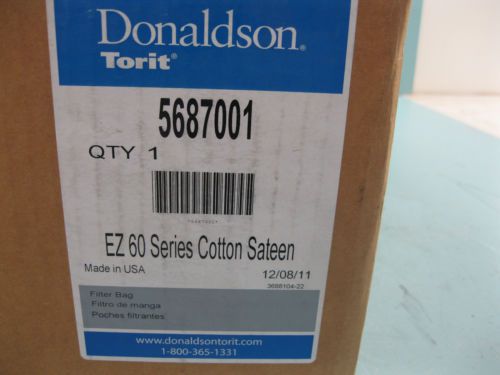 Donaldson®
Torit®
5687001
QTY 1
EZ 60 Series Cotton Sateen
Made in USA 12/08/11
3688104-22
Filter Bag
Filtro de manga
Poches filtrantes
www.donaldsontorit.com
1-800-365-1331